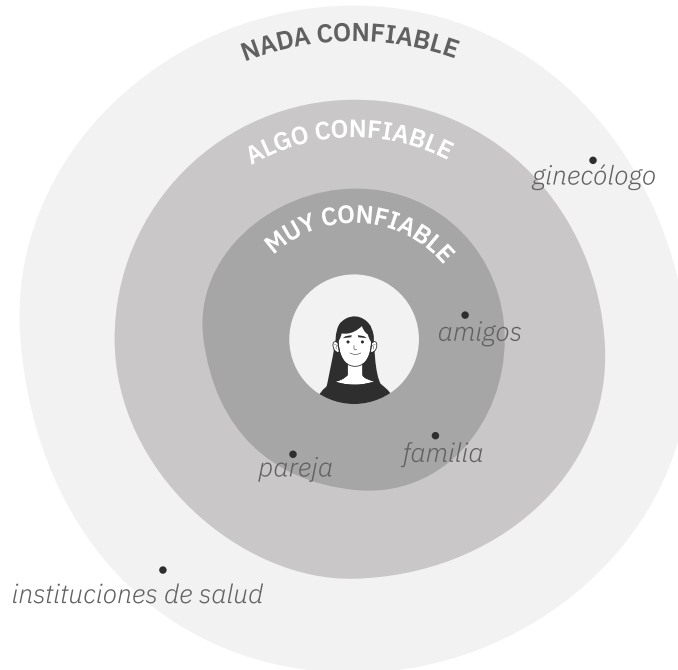 NADA CONFIABLE
ALGO CONFIABLE
ginecólogo
MUY CONFIABLE
amigos
familia
pareja
instituciones de salud